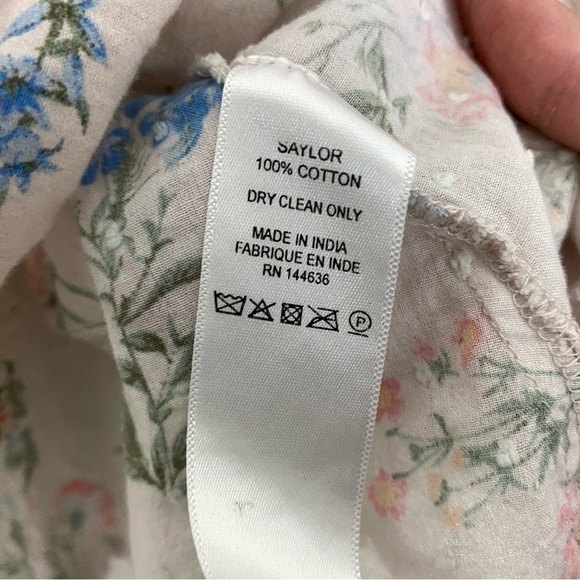 SAYLOR
100% COTTON
DRY CLEAN ONLY
MADE IN INDIA
FABRIQUE EN INDE
RN 144636
P